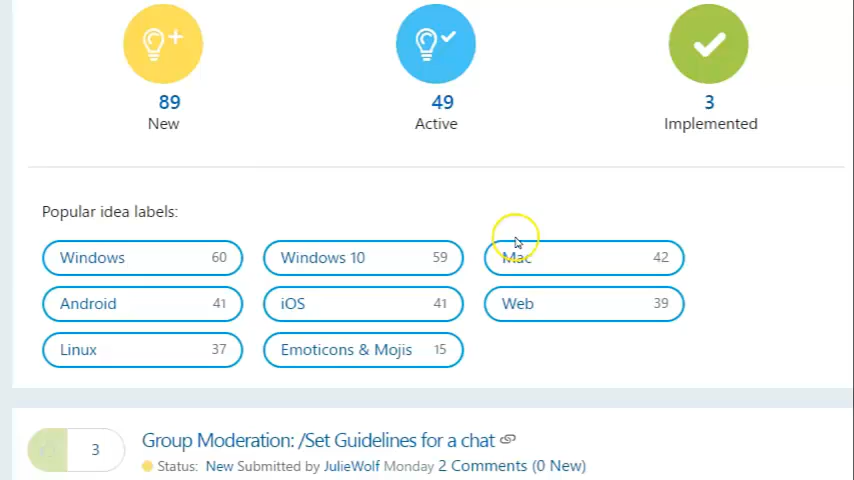 89 49 3
New Active Implemented
Popular idea labels:
Windows 60 Windows 10 59 Mac 42
Android 41 iOS 41 Web 39
Linux 37 Emoticons & Mojis 15
3 Group Moderation: /Set Guidelines for a chat
Status: New Submitted by JulieWolf Monday 2 Comments (0 New)